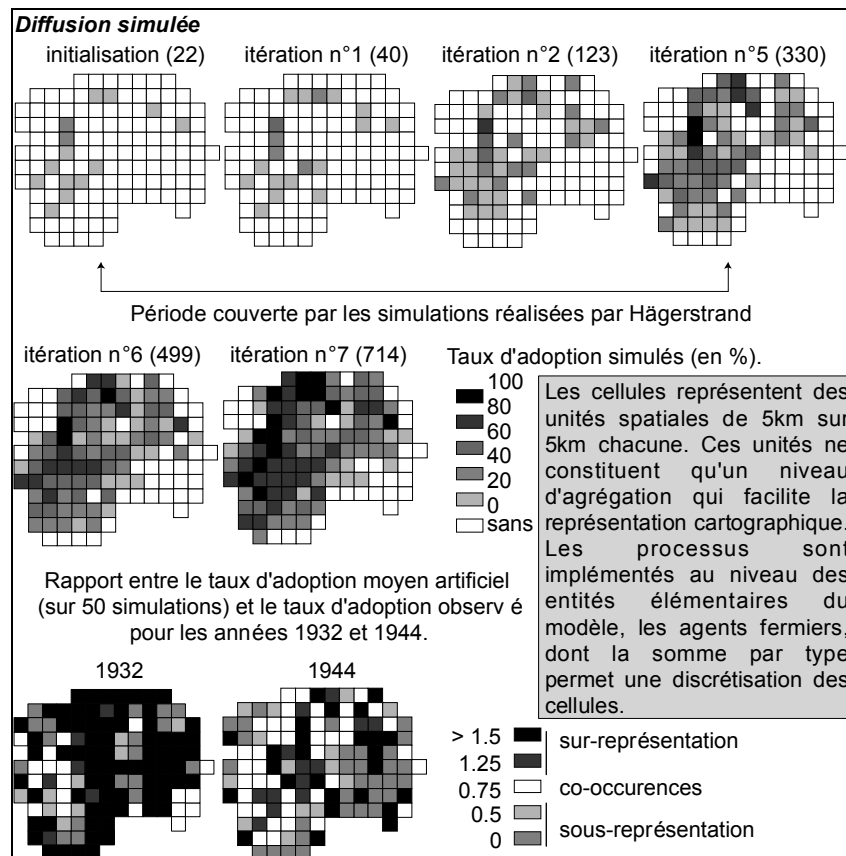 Diffusion simulée
initialisation (22)
itération n°1 (40)
itération n°2 (123)
itération n°5 (330)
Période couverte par les simulations réalisées par Hägerstrand
itération n°6 (499)
itération n°7 (714)
Taux d'adoption simulés (en %).
100
80
60
40
20
0
sans
Les cellules représentent des
unités spatiales de 5km sur
5km chacune. Ces unités ne
constituent qu'un niveau
d'agrégation qui facilite la
représentation cartographique.
Les processus sont
implémentés au niveau des
entités élémentaires du
modèle, les agents fermiers,
dont la somme par type
permet une discrétisation des
cellules.
Rapport entre le taux d'adoption moyen artificiel
(sur 50 simulations) et le taux d'adoption observ é
pour les années 1932 et 1944.
1932
1944
> 1.5
1.25
0.75
0.5
0
sur-représentation
co-occurences
sous-représentation